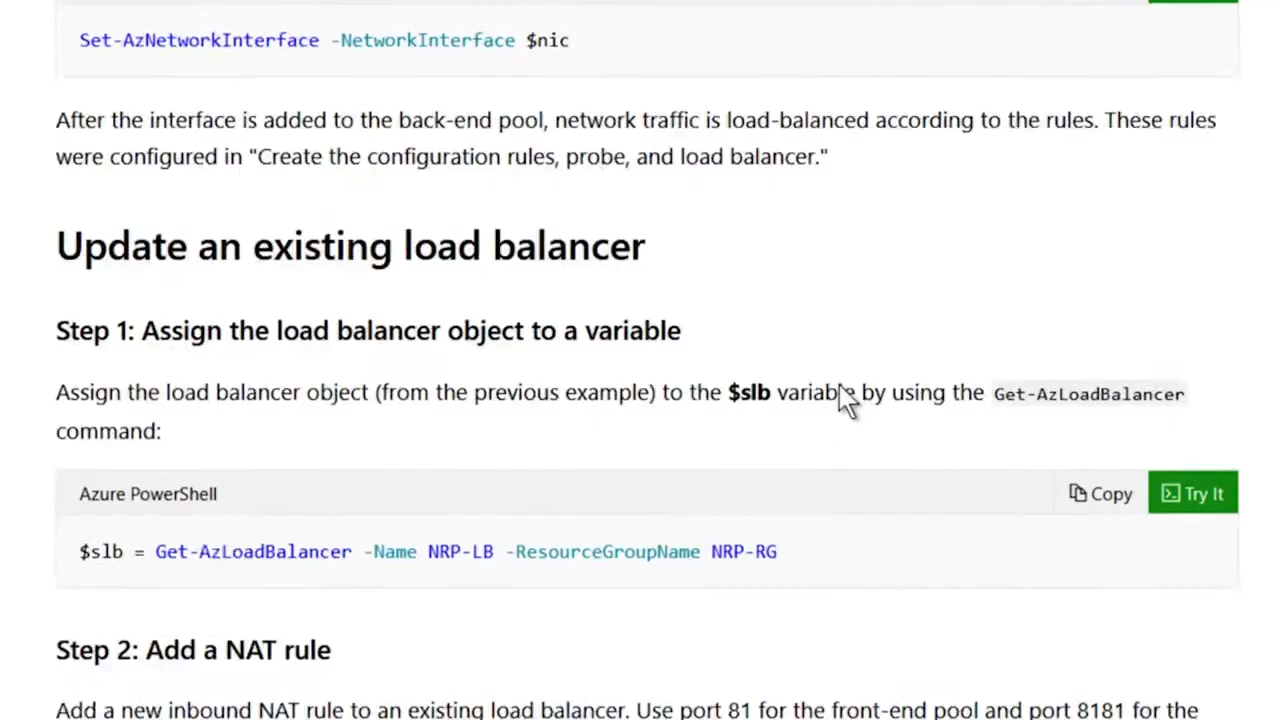 Set-AzNetworkInterface -NetworkInterface $nic
After the interface is added to the back-end pool, network traffic is load-balanced according to the rules. These rules
were configured in "Create the configuration rules, probe, and load balancer."
Update an existing load balancer
Step 1: Assign the load balancer object to a variable
Assign the load balancer object (from the previous example) to the $slb variable by using the Get-AzLoadBalancer
command:
Azure PowerShell Copy Try It
$slb = Get-AzLoadBalancer -Name NRP-LB -ResourceGroupName NRP-RG
Step 2: Add a NAT rule
Add a new inbound NAT rule to an existing load balancer. Use port 81 for the front-end pool and port 8181 for the